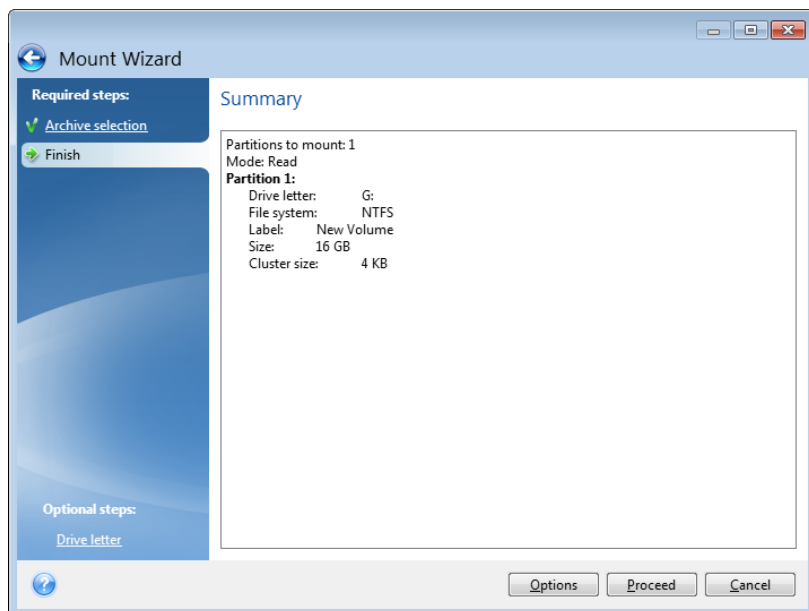 Mount Wizard
Required steps:
Archive selection
Finish
Optional steps:
Drive letter
Summary
Partitions to mount: 1
Mode: Read
Partition 1:
Drive letter: G:
File system: NTFS
Label: New Volume
Size: 16 GB
Cluster size: 4 KB
?
Options Proceed Cancel